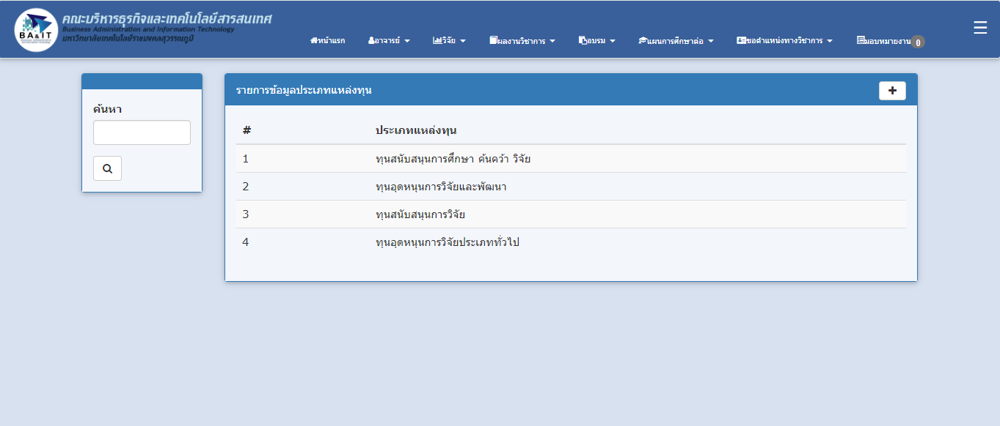 คณะบริหารธุรกิจและเทคโนโลยีสารสนเทศ
Business Administration and Information Technology
มหาวิทยาลัยเทคโนโลยีราชมงคลสุวรรณภูมิ
BA&IT
หน้าแรก อาจารย์ วิจัย ผลงานวิชาการ อบรม แผนการศึกษาต่อ ขอตำแหน่งทางวิชาการ มอบหมายงาน 0
ค้นหา
รายการข้อมูลประเภทแหล่งทุน
# ประเภทแหล่งทุน
1 ทุนสนับสนุนการศึกษา ค้นคว้า วิจัย
2 ทุนอุดหนุนการวิจัยและพัฒนา
3 ทุนสนับสนุนการวิจัย
4 ทุนอุดหนุนการวิจัยประเภททั่วไป